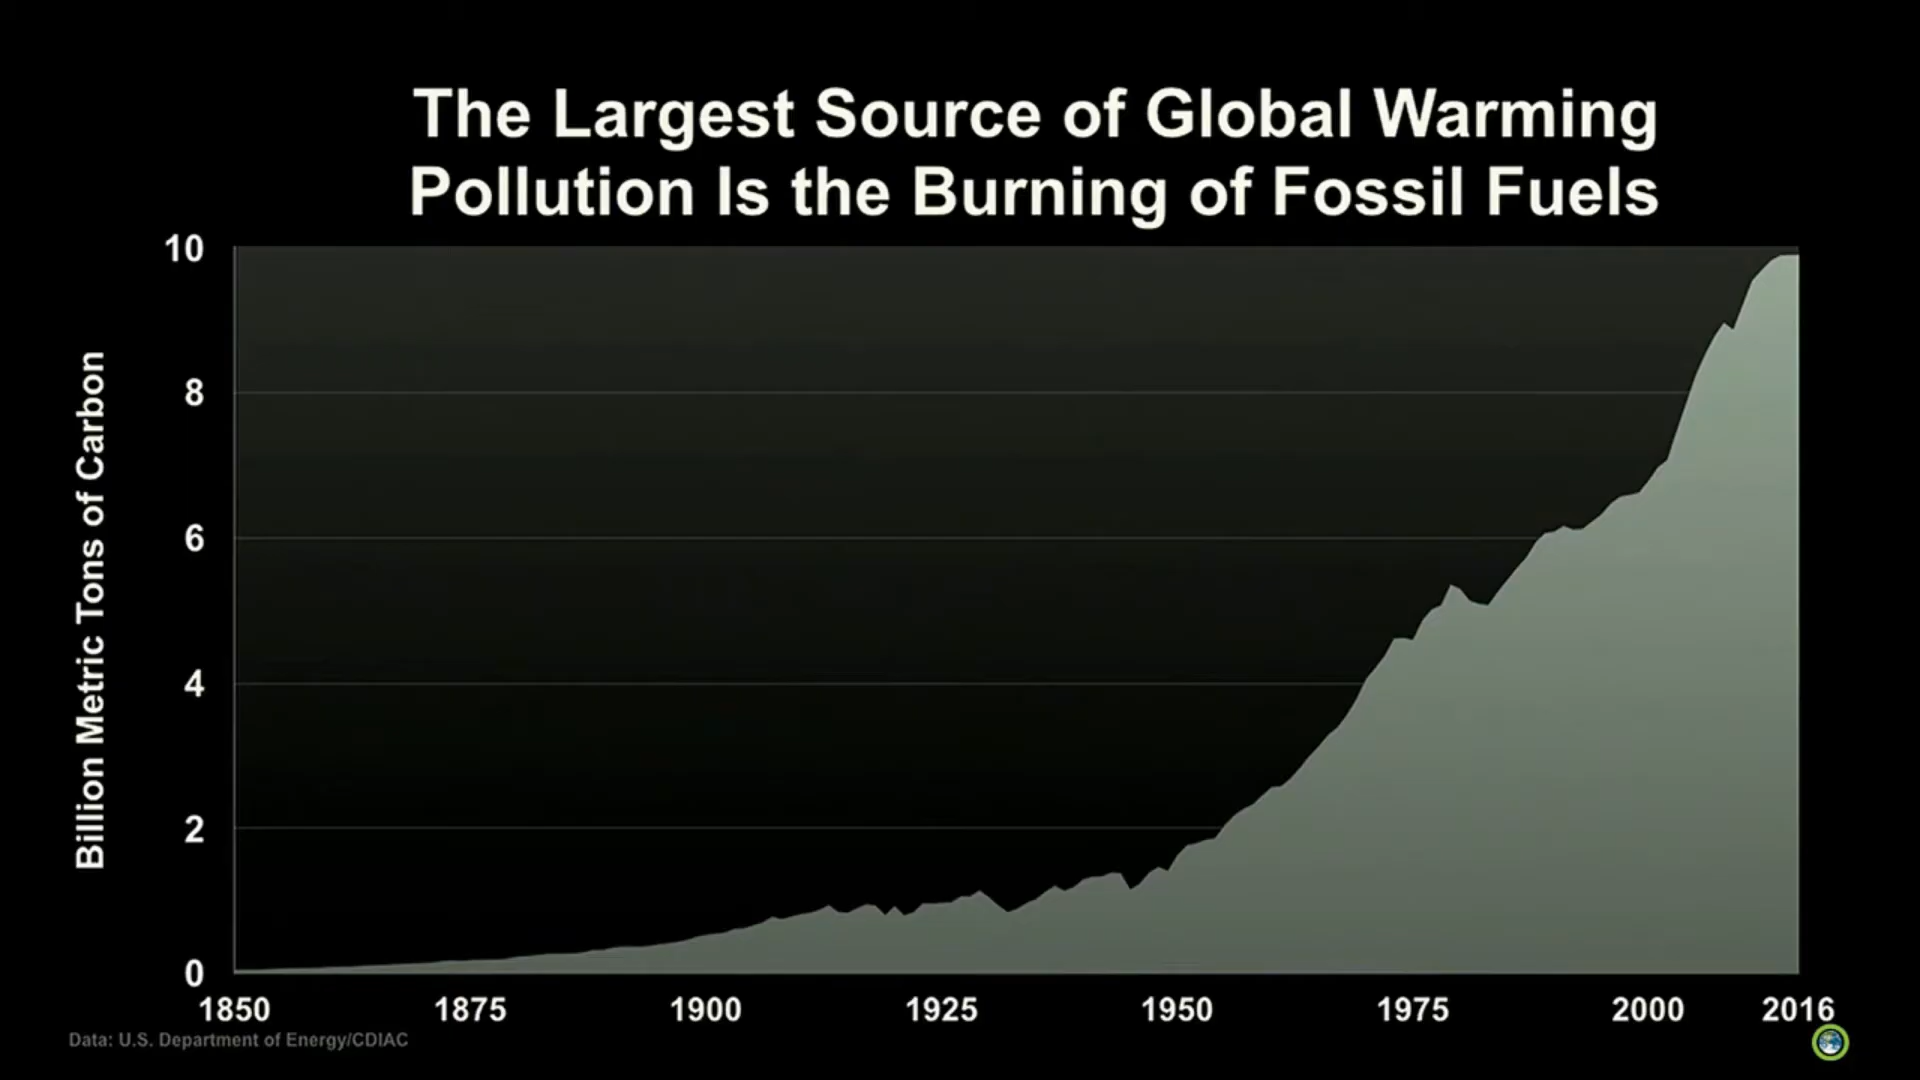 The Largest Source of Global Warming
Pollution Is the Burning of Fossil Fuels
Billion Metric Tons of Carbon
10
8
6
4
2
0
1850 1875 1900 1925 1950 1975 2000 2016
Data: U.S. Department of Energy/CDIAC